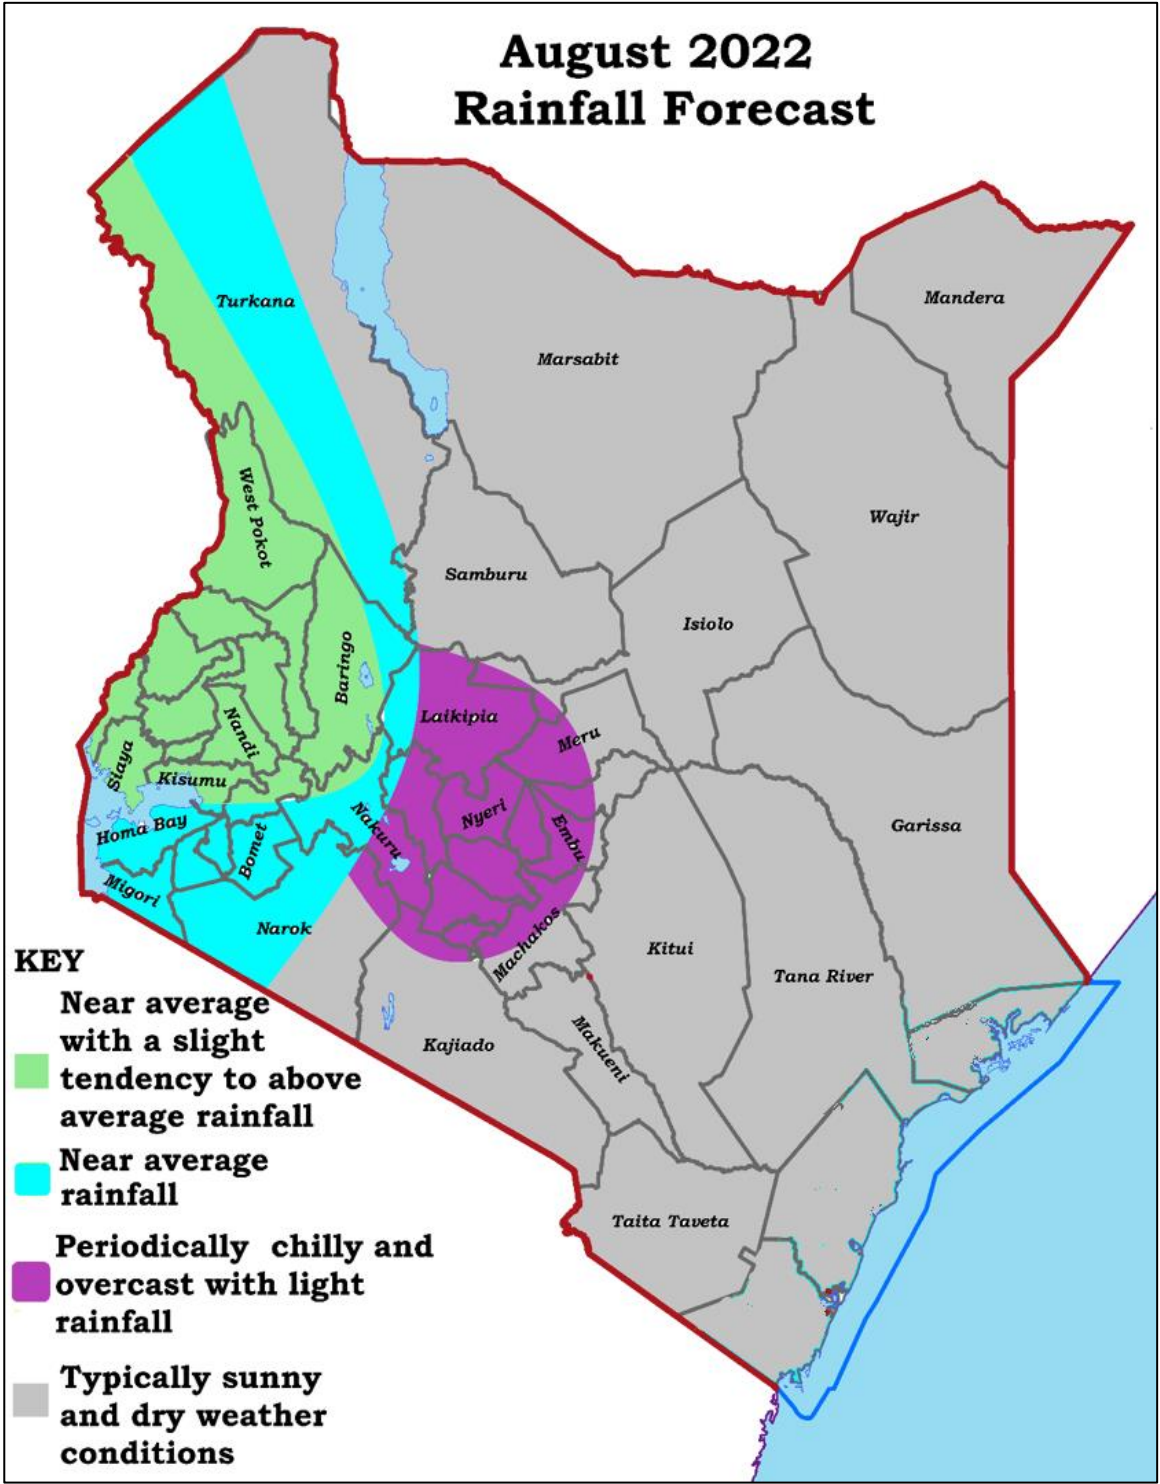 August 2022
Rainfall Forecast
Turkana
Mandera
Marsabit
West Pokot
Wajir
Samburu
Isiolo
Baringo
Laikipia
Nandi
Meru
Siaya
Kisumu
Nyeri
Homa Bay
Nakuru
Embu
Garissa
Bomet
Migori
Narok
Machakos
Kitui
Tana River
Kajiado
Makueni
Taita Taveta
KEY
Near average
with a slight
tendency to above
average rainfall
Near average
rainfall
Periodically chilly and
overcast with light
rainfall
Typically sunny
and dry weather
conditions